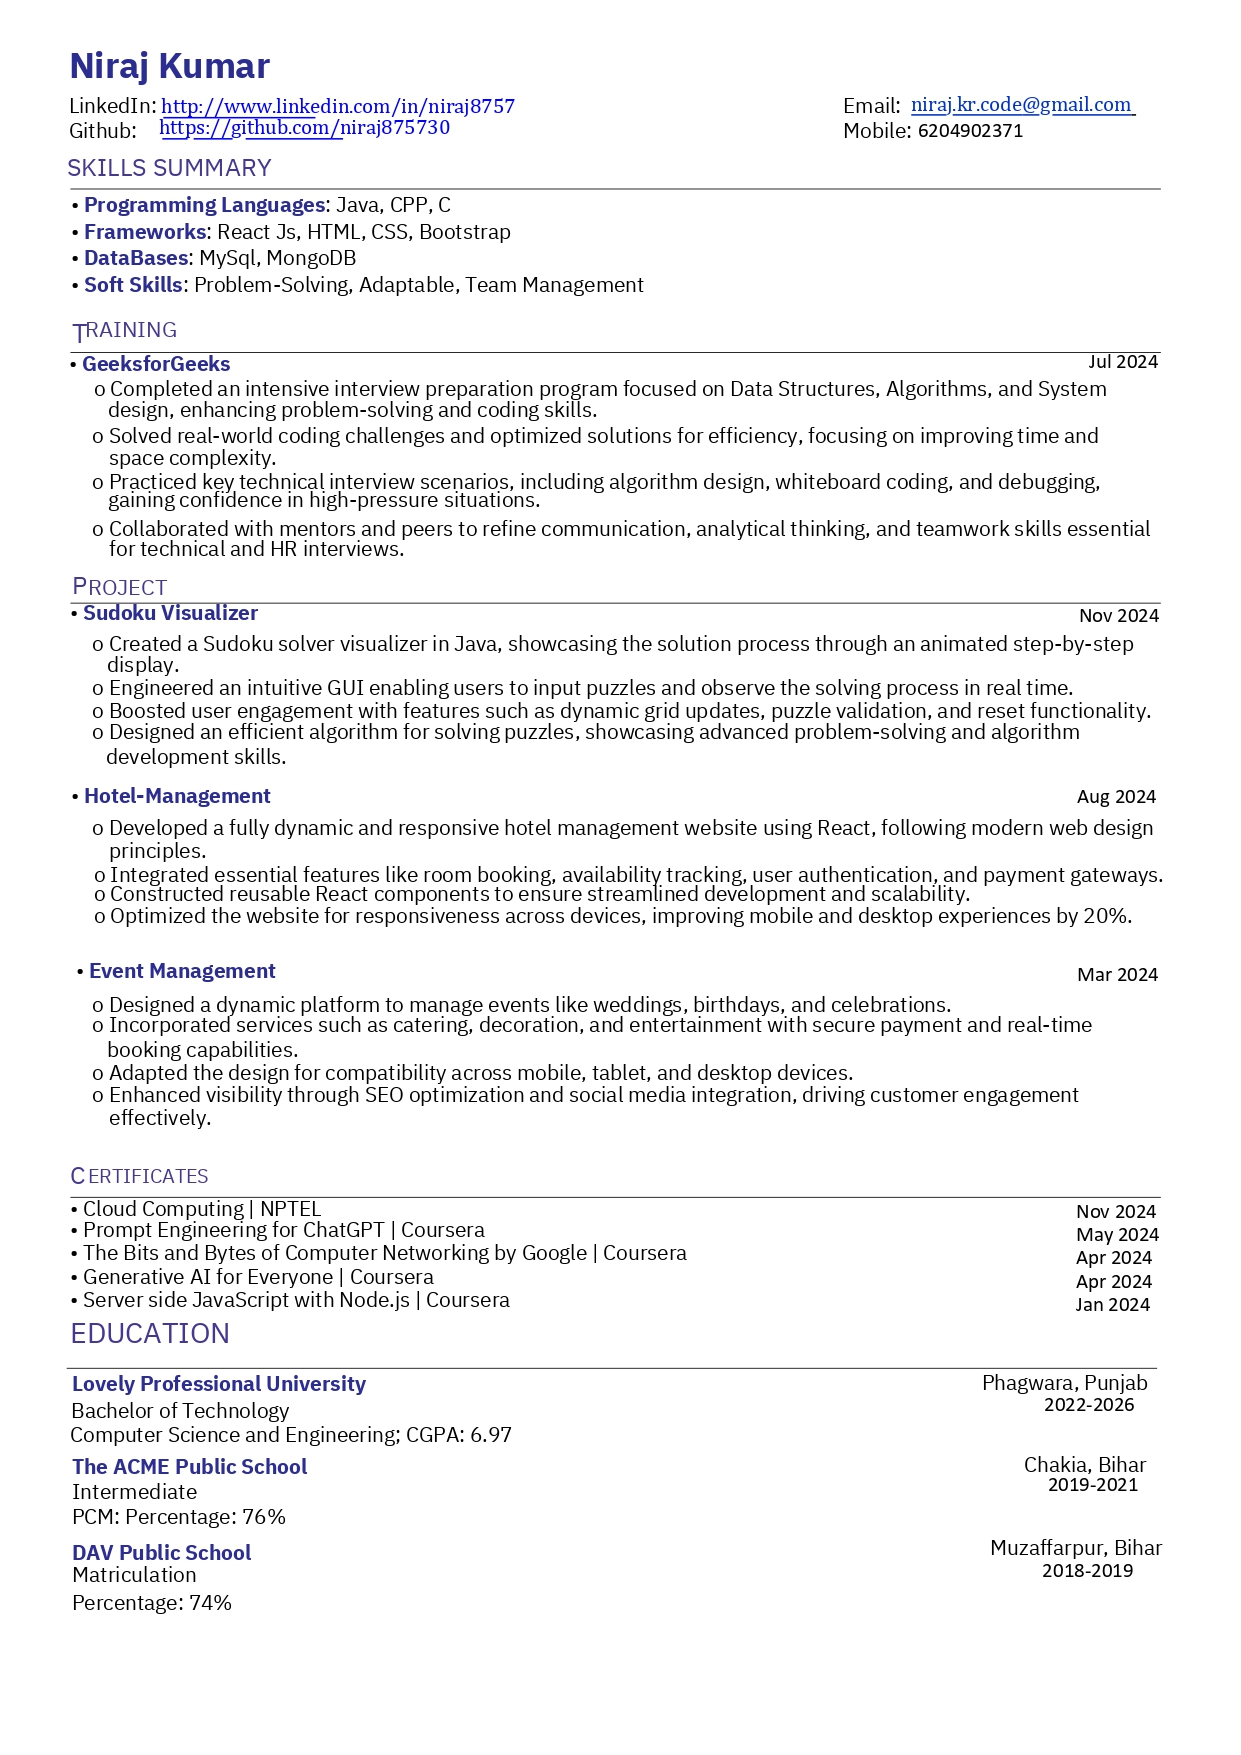 Niraj Kumar
LinkedIn: http://www.linkedin.com/in/niraj8757 Email: niraj.kr.code@gmail.com
Github: https://github.com/niraj875730 Mobile: 6204902371
SKILLS SUMMARY
• Programming Languages: Java, CPP, C
• Frameworks: React Js, HTML, CSS, Bootstrap
• DataBases: MySql, MongoDB
• Soft Skills: Problem-Solving, Adaptable, Team Management
TRAINING
• GeeksforGeeks Jul 2024
o Completed an intensive interview preparation program focused on Data Structures, Algorithms, and System
design, enhancing problem-solving and coding skills.
o Solved real-world coding challenges and optimized solutions for efficiency, focusing on improving time and
space complexity.
o Practiced key technical interview scenarios, including algorithm design, whiteboard coding, and debugging,
gaining confidence in high-pressure situations.
o Collaborated with mentors and peers to refine communication, analytical thinking, and teamwork skills essential
for technical and HR interviews.
PROJECT
• Sudoku Visualizer Nov 2024
o Created a Sudoku solver visualizer in Java, showcasing the solution process through an animated step-by-step
display.
o Engineered an intuitive GUI enabling users to input puzzles and observe the solving process in real time.
o Boosted user engagement with features such as dynamic grid updates, puzzle validation, and reset functionality.
o Designed an efficient algorithm for solving puzzles, showcasing advanced problem-solving and algorithm
development skills.
• Hotel-Management Aug 2024
o Developed a fully dynamic and responsive hotel management website using React, following modern web design
principles.
o Integrated essential features like room booking, availability tracking, user authentication, and payment gateways.
o Constructed reusable React components to ensure streamlined development and scalability.
o Optimized the website for responsiveness across devices, improving mobile and desktop experiences by 20%.
• Event Management Mar 2024
o Designed a dynamic platform to manage events like weddings, birthdays, and celebrations.
o Incorporated services such as catering, decoration, and entertainment with secure payment and real-time
booking capabilities.
o Adapted the design for compatibility across mobile, tablet, and desktop devices.
o Enhanced visibility through SEO optimization and social media integration, driving customer engagement
effectively.
CERTIFICATES
• Cloud Computing | NPTEL Nov 2024
• Prompt Engineering for ChatGPT | Coursera May 2024
• The Bits and Bytes of Computer Networking by Google | Coursera Apr 2024
• Generative AI for Everyone | Coursera Apr 2024
• Server side JavaScript with Node.js | Coursera Jan 2024
EDUCATION
Lovely Professional University Phagwara, Punjab
Bachelor of Technology 2022-2026
Computer Science and Engineering; CGPA: 6.97
The ACME Public School Chakia, Bihar
Intermediate 2019-2021
PCM: Percentage: 76%
DAV Public School Muzaffarpur, Bihar
Matriculation 2018-2019
Percentage: 74%